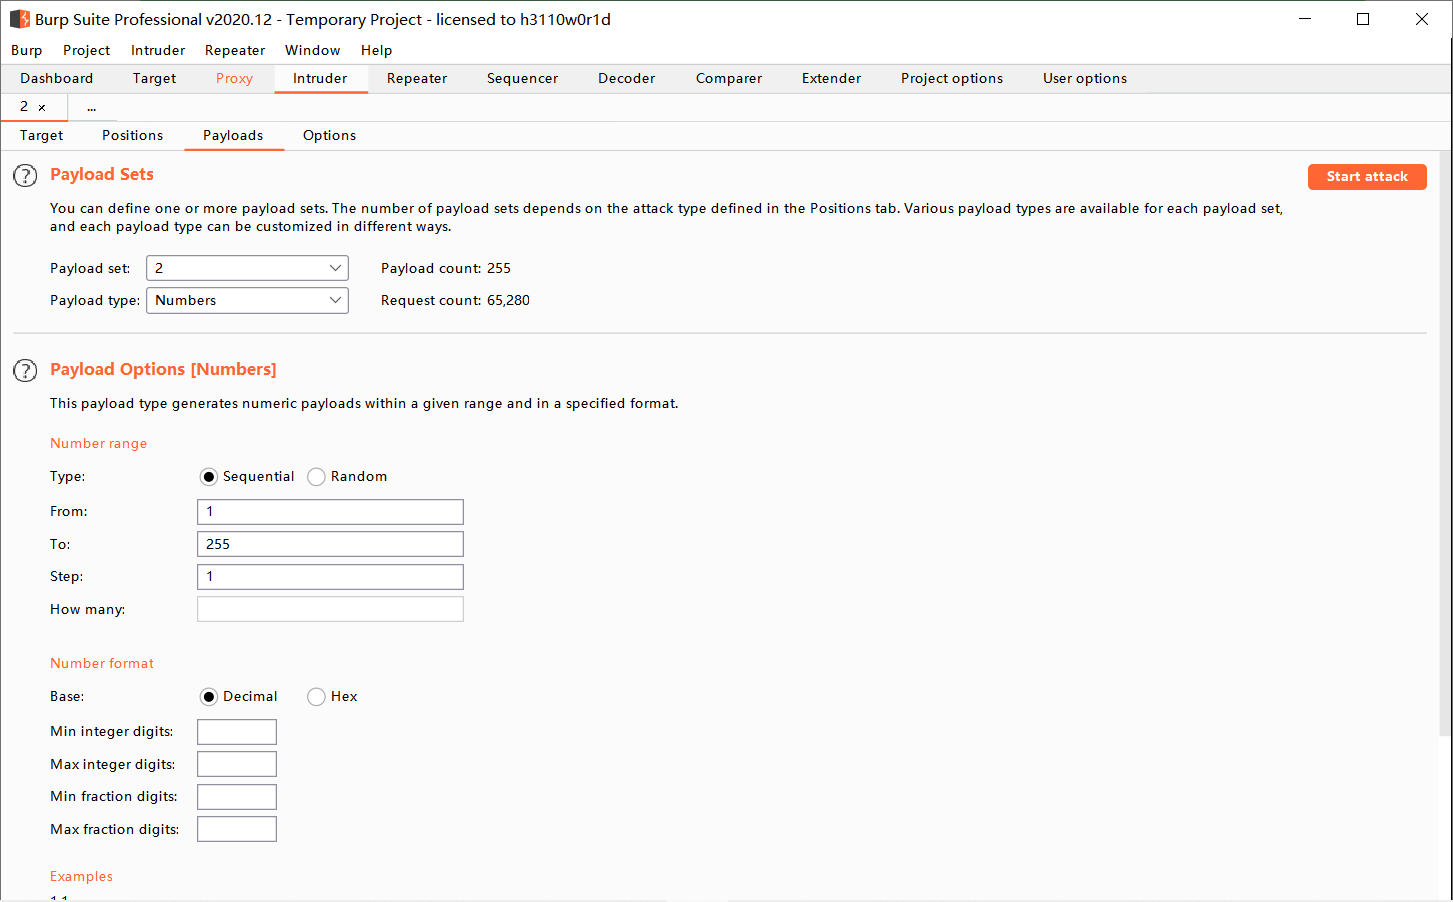 Burp Suite Professional v2020.12 - Temporary Project - licensed to h3110w0r1d
Burp Project Intruder Repeater Window Help
Dashboard Target Proxy Intruder Repeater Sequencer Decoder Comparer Extender Project options User options
2 × ...
Target Positions Payloads Options
? Payload Sets Start attack
You can define one or more payload sets. The number of payload sets depends on the attack type defined in the Positions tab. Various payload types are available for each payload set,
and each payload type can be customized in different ways.
Payload set: 2 Payload count: 255
Payload type: Numbers Request count: 65,280
? Payload Options [Numbers]
This payload type generates numeric payloads within a given range and in a specified format.
Number range
Type: Sequential Random
From: 1
To: 255
Step: 1
How many:
Number format
Base: Decimal Hex
Min integer digits:
Max integer digits:
Min fraction digits:
Max fraction digits:
Examples